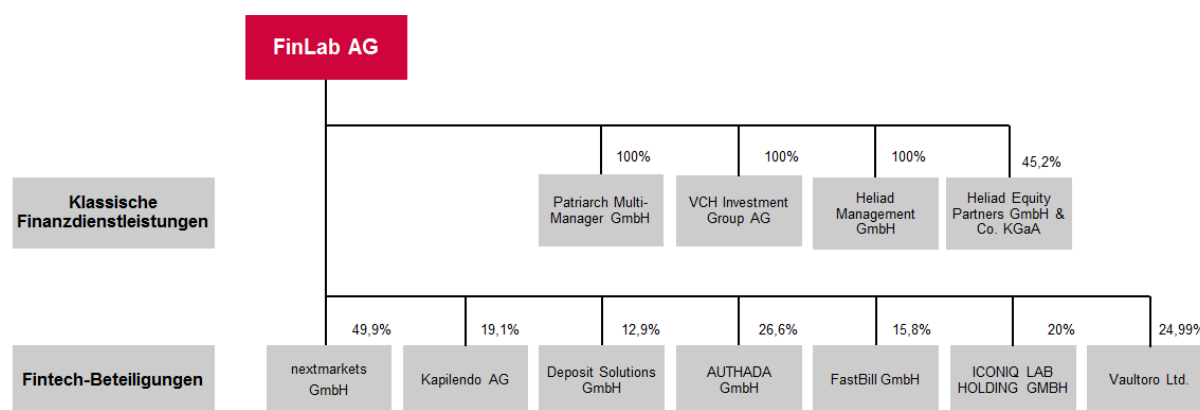 FinLab AG
100%
100%
100%
45,2%
Klassische
Finanzdienstleistungen
Patriarch Multi-
Manager GmbH
VCH Investment
Group AG
Heliad
Management
GmbH
Heliad Equity
Partners GmbH &
Co. KGaA
49,9%
19,1%
12,9%
26,6%
15,8%
20%
24,99%
Fintech-Beteiligungen
nextmarkets
GmbH
Kapilendo AG
Deposit Solutions
GmbH
AUTHADA
GmbH
FastBill GmbH
ICONIQ LAB
HOLDING GMBH
Vaultoro Ltd.